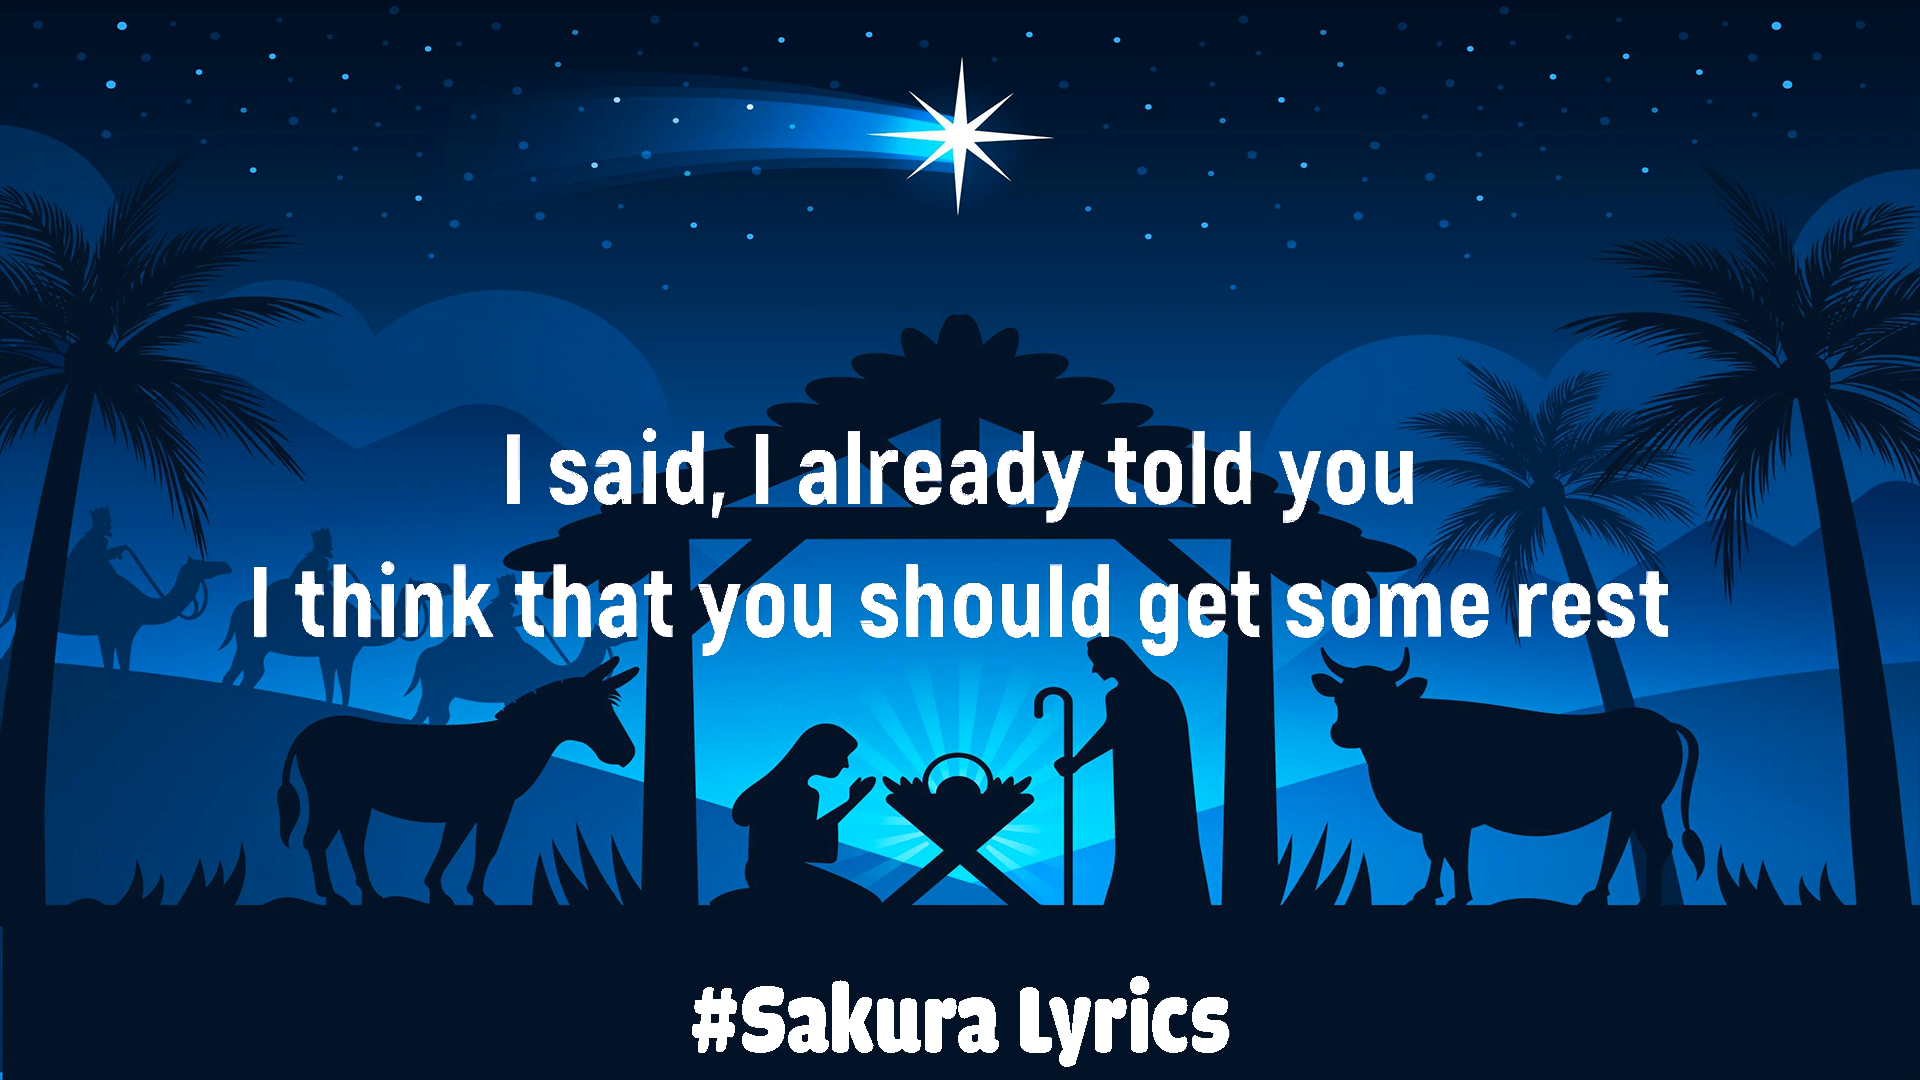 I said, I already told you
I think that you should get some rest
#Sakura Lyrics